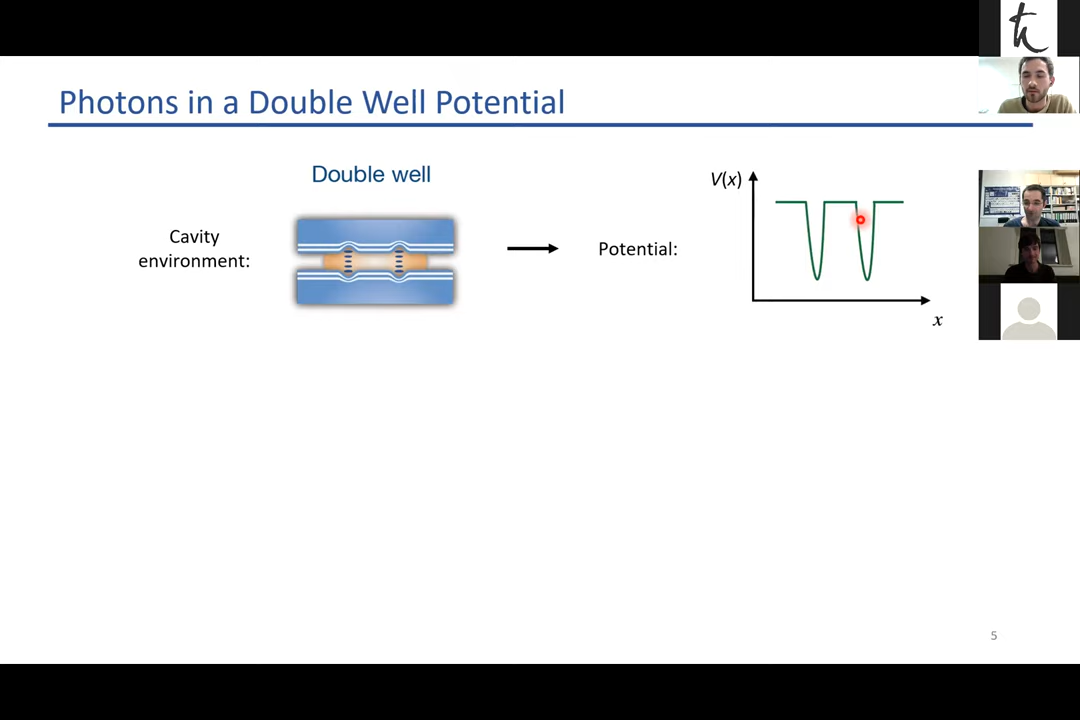 Photons in a Double Well Potential
Double well
Cavity
environment:
Potential:
V(x)
x
5